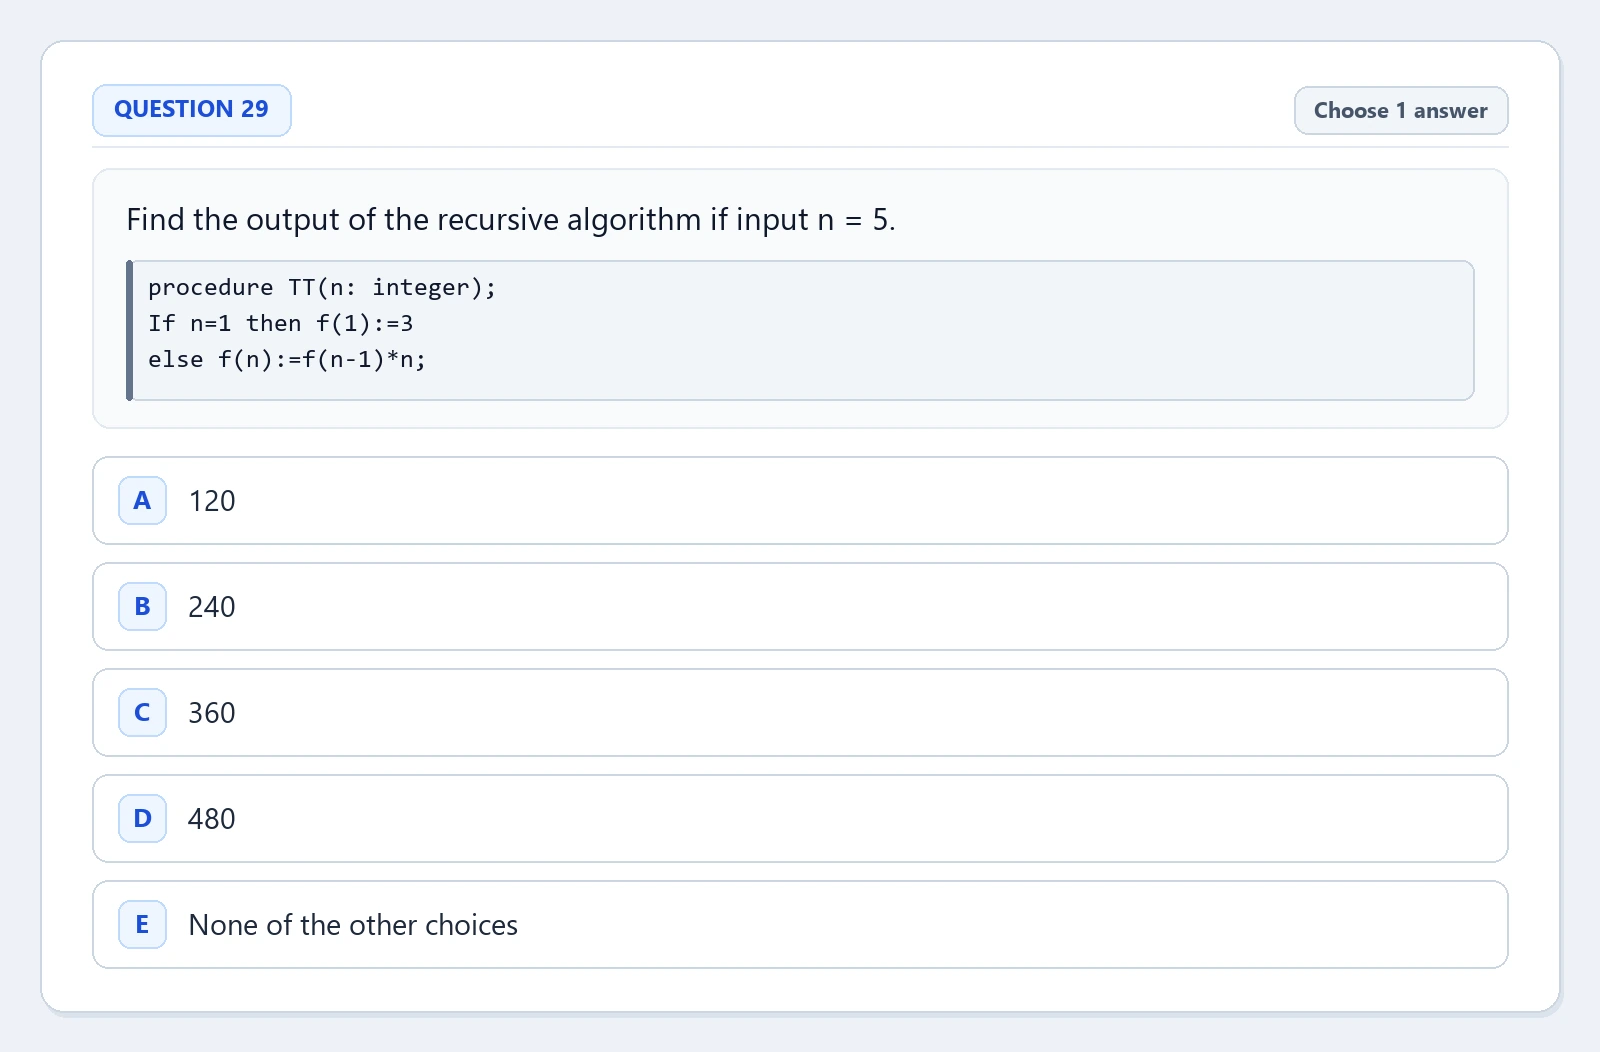 QUESTION 29
Choose 1 answer
Find the output of the recursive algorithm if input n = 5.
procedure TT(n: integer);
If n=1 then f(1):=3
else f(n):=f(n-1)*n;
A 120
B 240
C 360
D 480
E None of the other choices